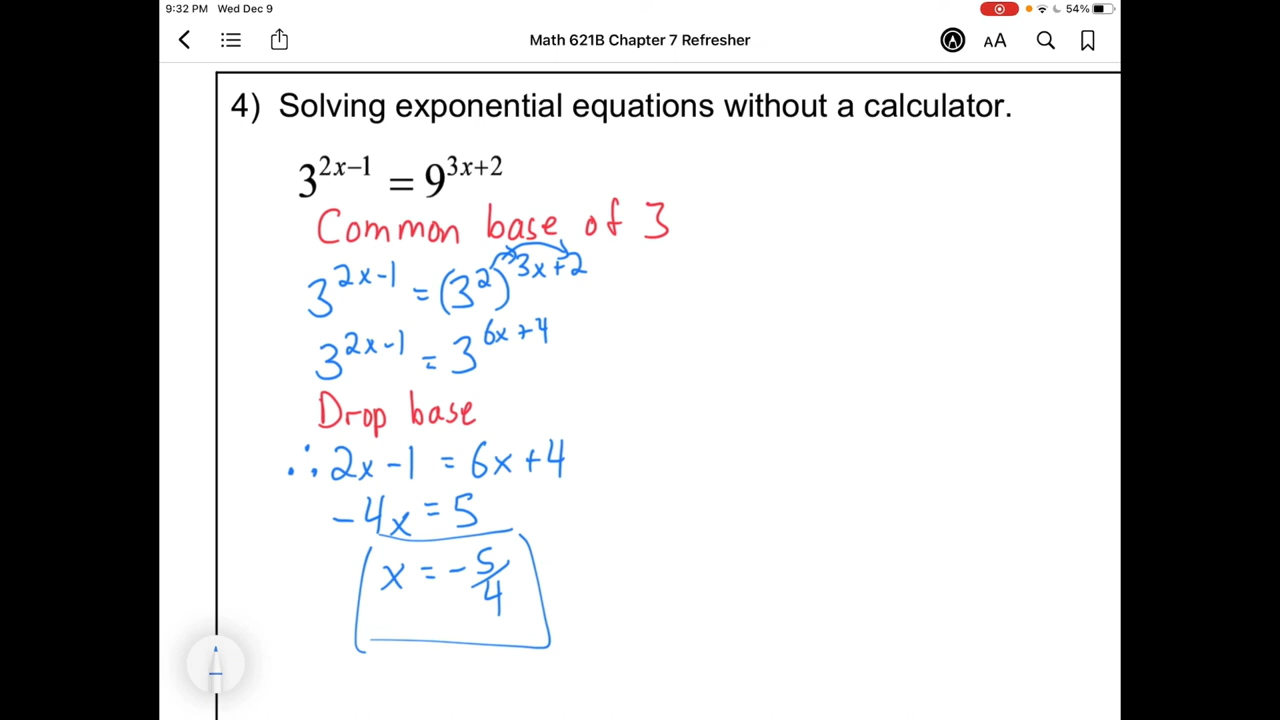 9:32 PM Wed Dec 9 54%
Math 621B Chapter 7 Refresher
AA
4) Solving exponential equations without a calculator.
3^{2x−1} = 9^{3x+2}
Common base of 3
3^{2x-1} = (3^2)^{3x+2}
3^{2x-1} = 3^{6x+4}
Drop base
∴ 2x-1 = 6x+4
-4x = 5
x = -5/4